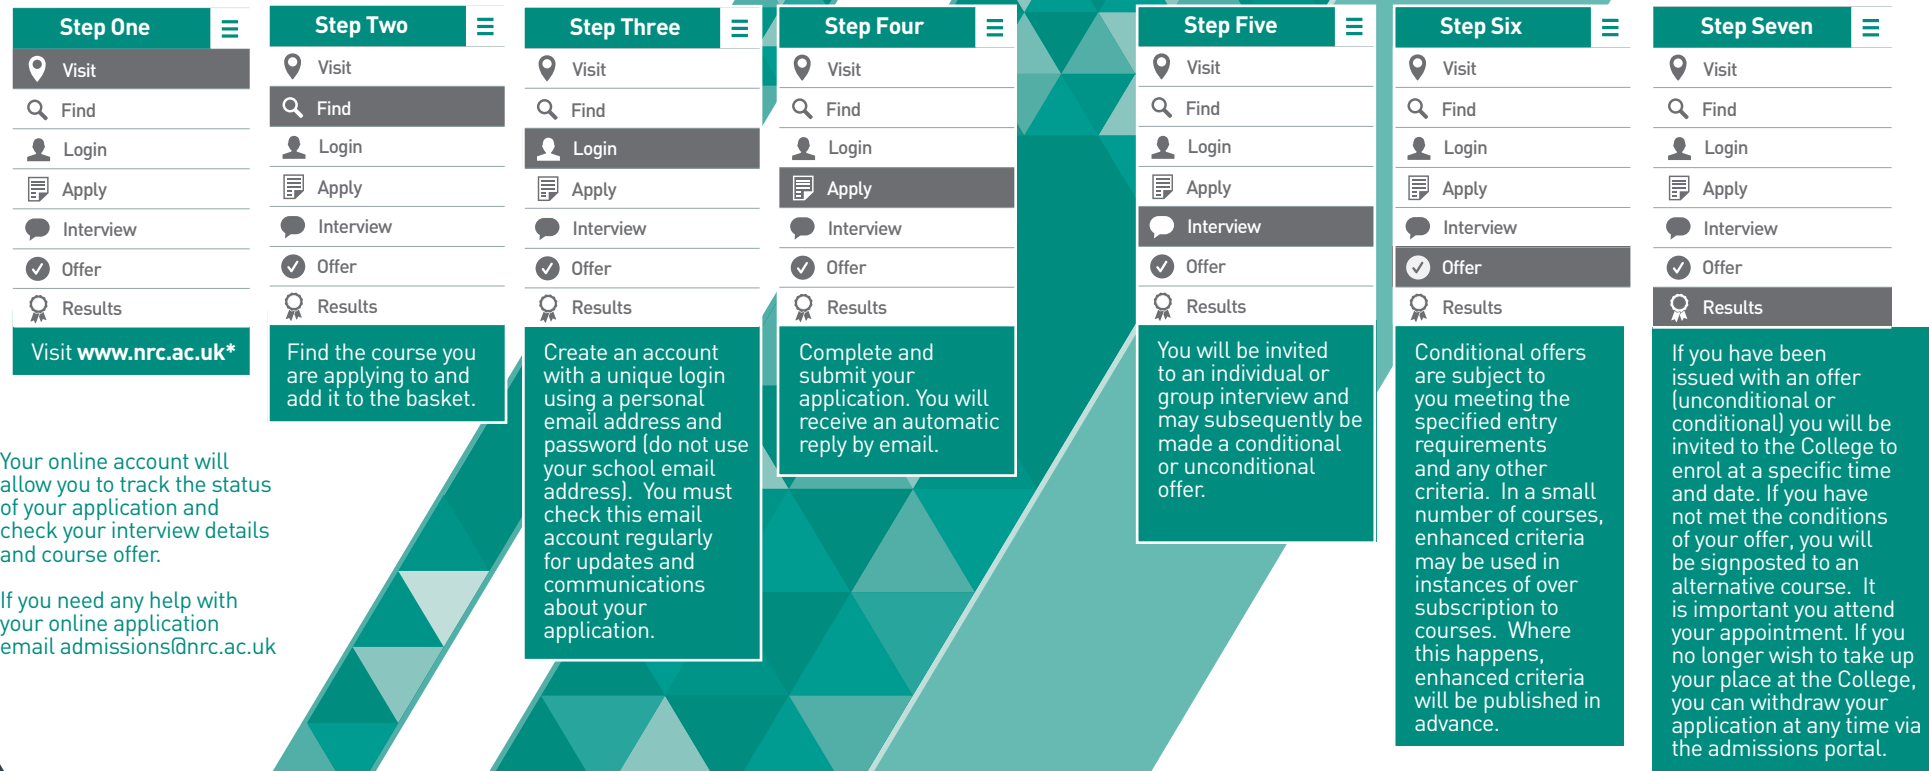 Step One
Visit
Find
Login
Apply
Interview
Offer
Results
Visit www.nrc.ac.uk*
Your online account will
allow you to track the status
of your application and
check your interview details
and course offer.
If you need any help with
your online application
email admissions@nrc.ac.uk
Step Two
Visit
Find
Login
Apply
Interview
Offer
Results
Find the course you
are applying to and
add it to the basket.
Step Three
Visit
Find
Login
Apply
Interview
Offer
Results
Create an account
with a unique login
using a personal
email address and
password (do not use
your school email
address).  You must
check this email
account regularly
for updates and
communications
about your
application.
Step Four
Visit
Find
Login
Apply
Interview
Offer
Results
Complete and
submit your
application. You will
receive an automatic
reply by email.
Step Five
Visit
Find
Login
Apply
Interview
Offer
Results
You will be invited
to an individual or
group interview and
may subsequently be
made a conditional
or unconditional
offer.
Step Six
Visit
Find
Login
Apply
Interview
Offer
Results
Conditional offers
are subject to
you meeting the
specified entry
requirements
and any other
criteria.  In a small
number of courses,
enhanced criteria
may be used in
instances of over
subscription to
courses.  Where
this happens,
enhanced criteria
will be published in
advance.
Step Seven
Visit
Find
Login
Apply
Interview
Offer
Results
If you have been
issued with an offer
(unconditional or
conditional) you will be
invited to the College to
enrol at a specific time
and date. If you have
not met the conditions
of your offer, you will
be signposted to an
alternative course.  It
is important you attend
your appointment. If you
no longer wish to take up
your place at the College,
you can withdraw your
application at any time via
the admissions portal.